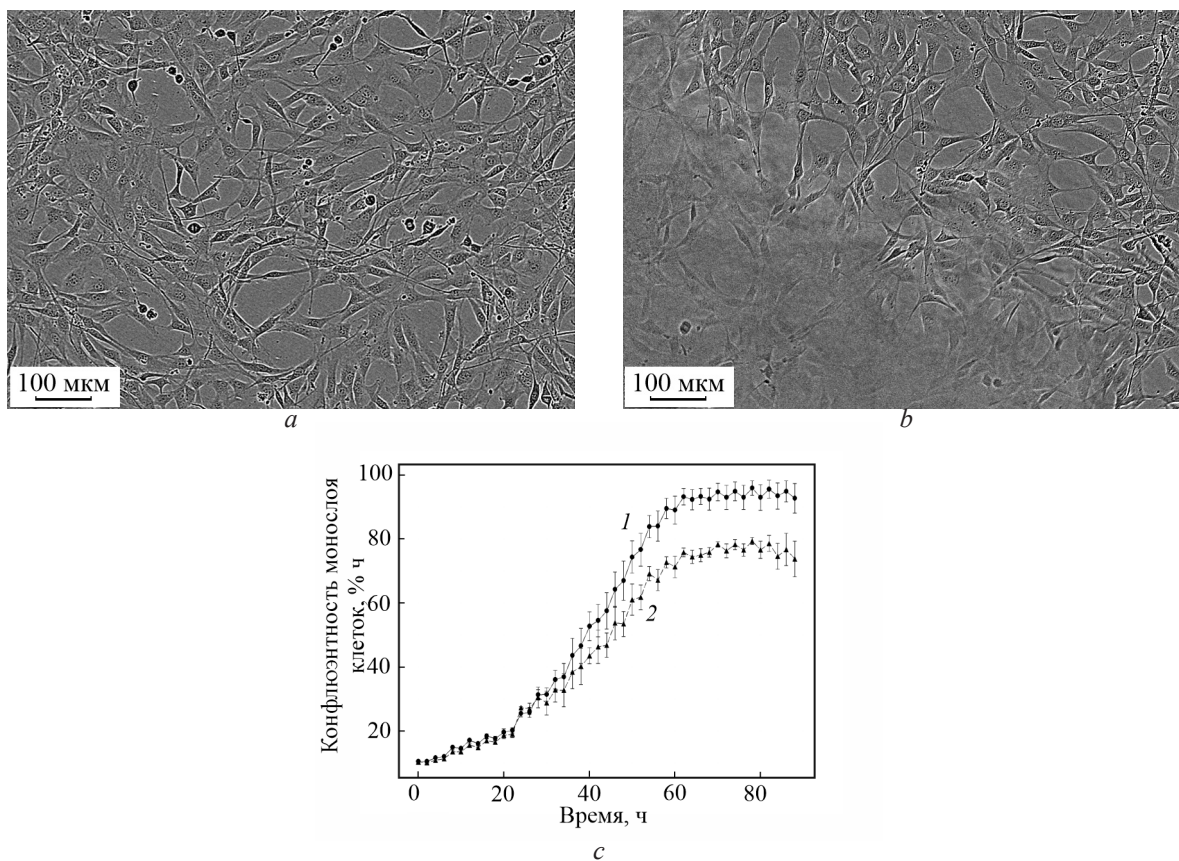 100 мкм
100 мкм
a
b
Конфлюэнтность монослоя
клеток, % ч
100
80
60
40
20
1
2
0
20
40
60
80
Время, ч
c